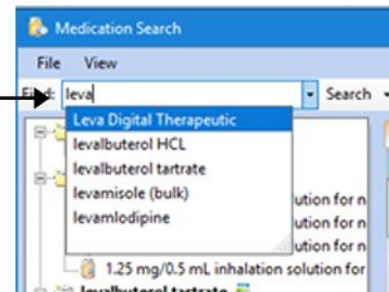 Medication Search
File View
Find: leva Search
Leva Digital Therapeutic
levalbuterol HCL
levalbuterol tartrate
levamisole (bulk)
levamlodipine
ution for n
ution for n
ution for n
1.25 mg/0.5 mL inhalation solution for
levalbuterol tartrate